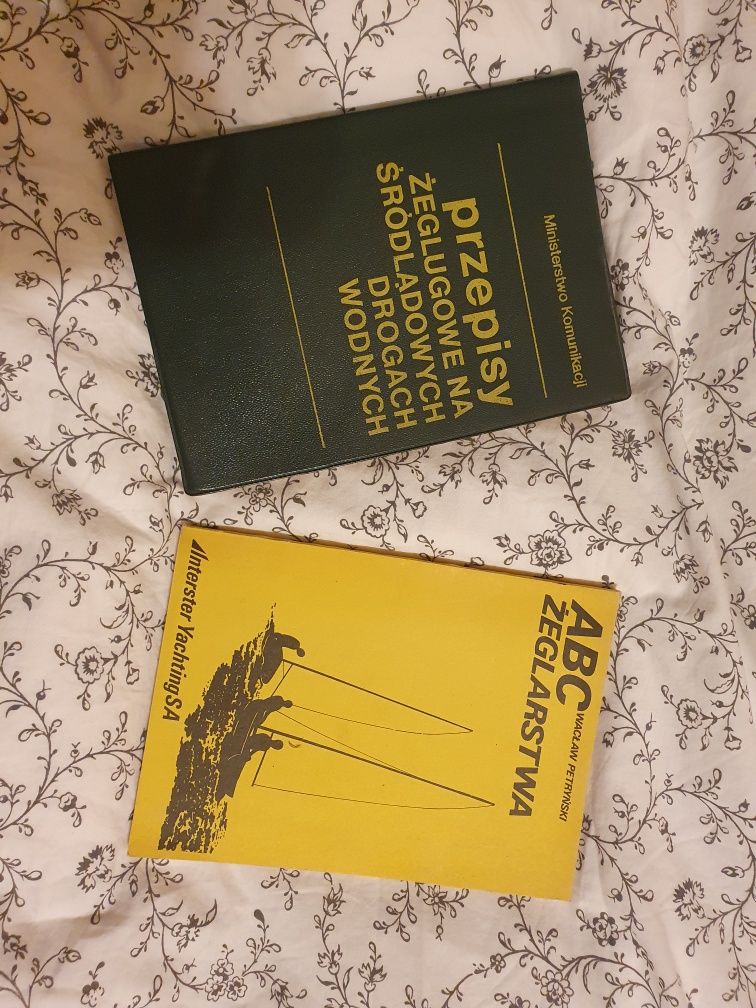 Ministerstwo Komunikacji
przepisy
ŻEGLUGOWE NA
ŚRÓDLĄDOWYCH
DROGACH
WODNYCH
WACŁAW PETRYŃSKI
ABC
ŻEGLARSTWA
Interster Yachting SA